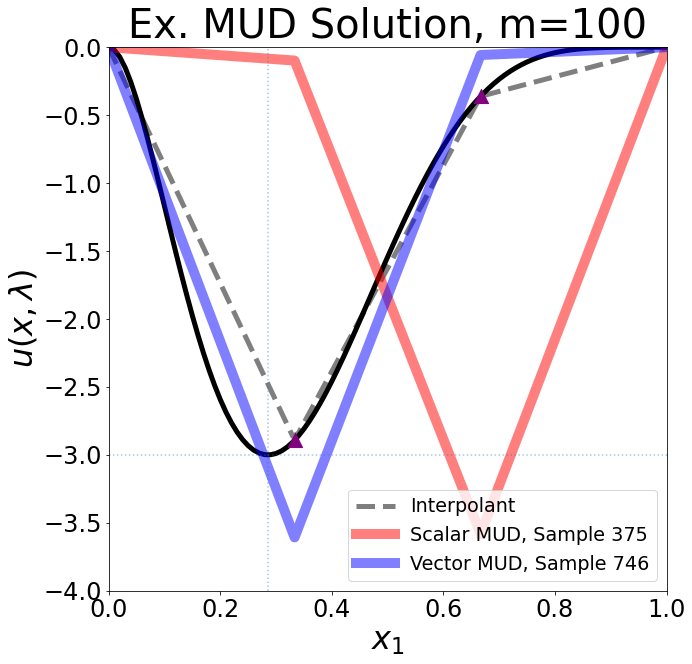 Ex. MUD Solution, m=100
0.0
−0.5
−1.0
−1.5
−2.0
−2.5
−3.0
−3.5
−4.0
u(x, λ)
Interpolant
Scalar MUD, Sample 375
Vector MUD, Sample 746
0.0 0.2 0.4 0.6 0.8 1.0
x₁